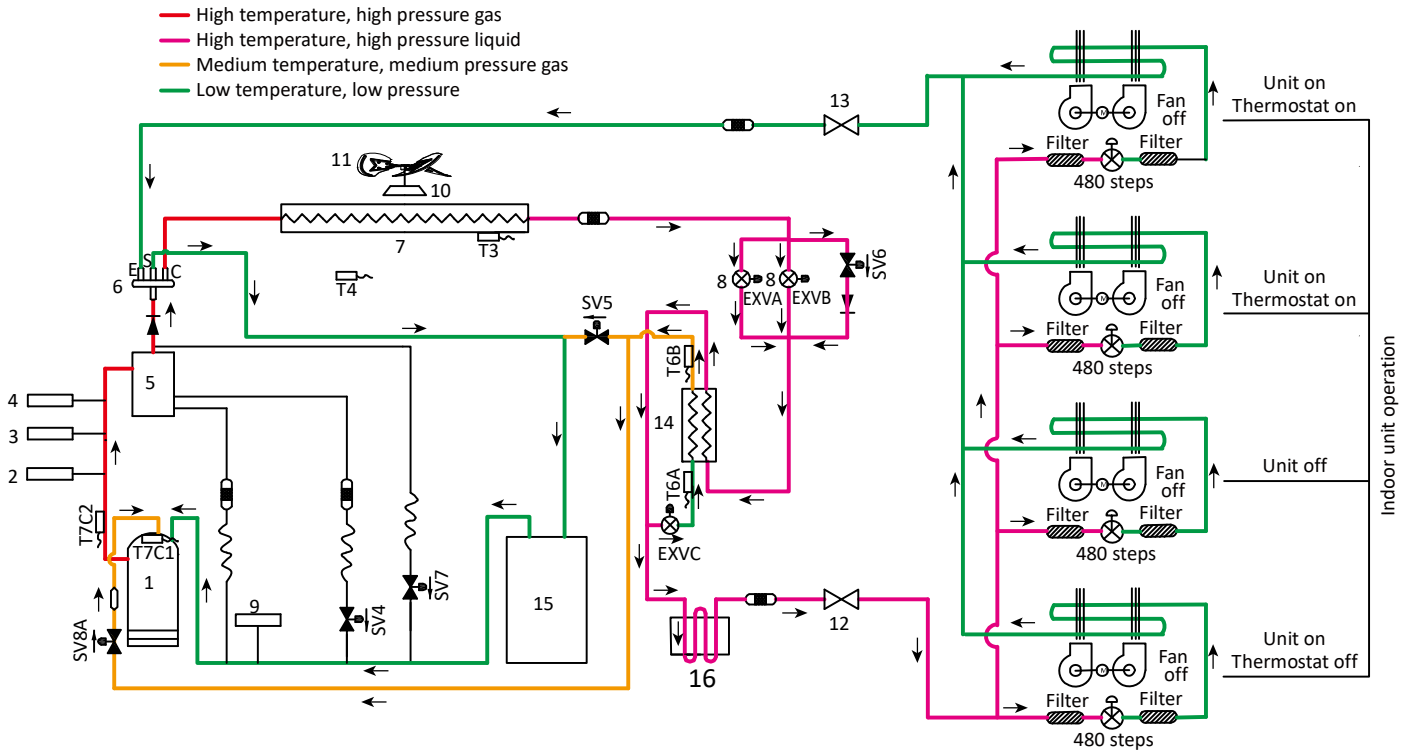 High temperature, high pressure gas
High temperature, high pressure liquid
Medium temperature, medium pressure gas
Low temperature, low pressure
13
11
10
7
T3
T4
E
S
C
6
SV5
8
8
EXVA
EXVB
SV6
5
4
3
2
T6B
14
T6A
EXVC
T7C2
T7C1
1
9
SV8A
SV4
SV7
15
16
12
M
Fan
off
Filter
Filter
480 steps
Unit on
Thermostat on
M
Fan
off
Filter
Filter
480 steps
Unit on
Thermostat on
M
Fan
off
Filter
Filter
480 steps
Unit off
M
Fan
off
Filter
Filter
480 steps
Unit on
Thermostat off
Indoor unit operation